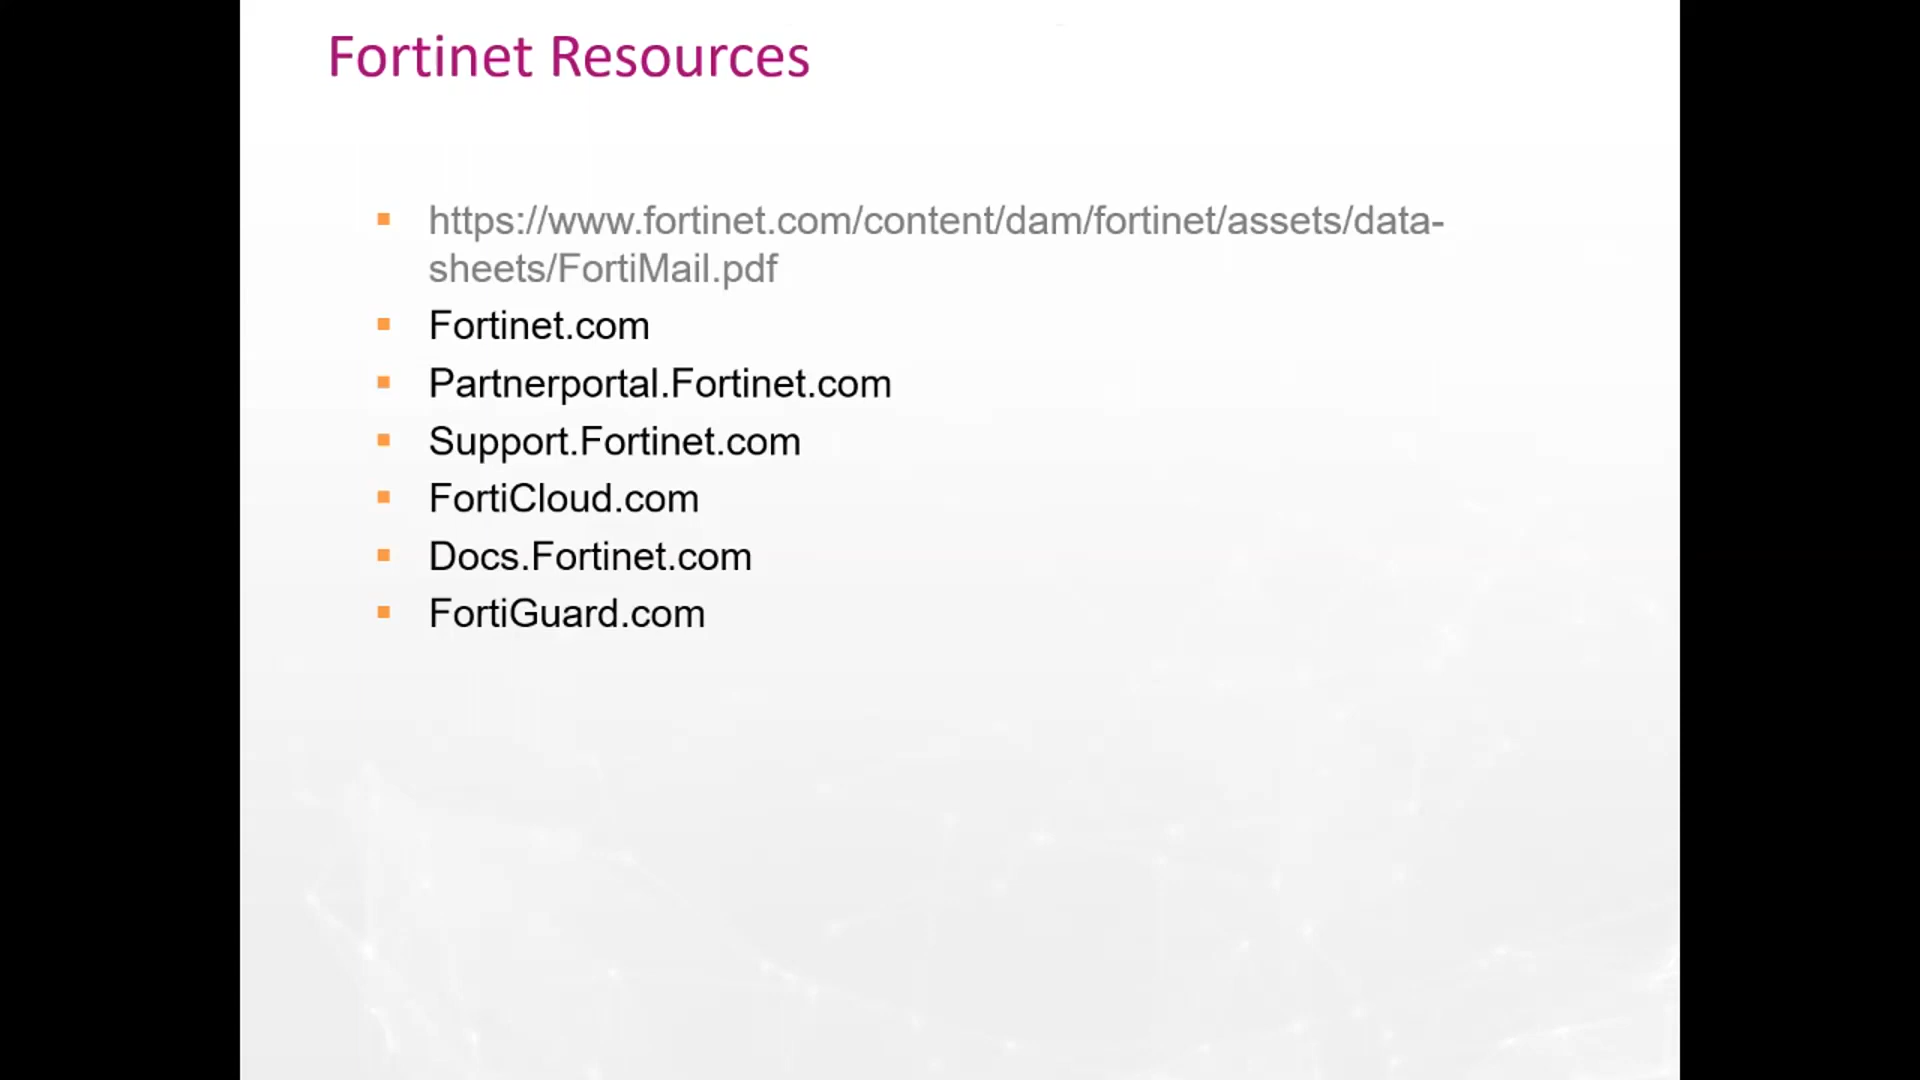 Fortinet Resources
https://www.fortinet.com/content/dam/fortinet/assets/data-
sheets/FortiMail.pdf
Fortinet.com
Partnerportal.Fortinet.com
Support.Fortinet.com
FortiCloud.com
Docs.Fortinet.com
FortiGuard.com